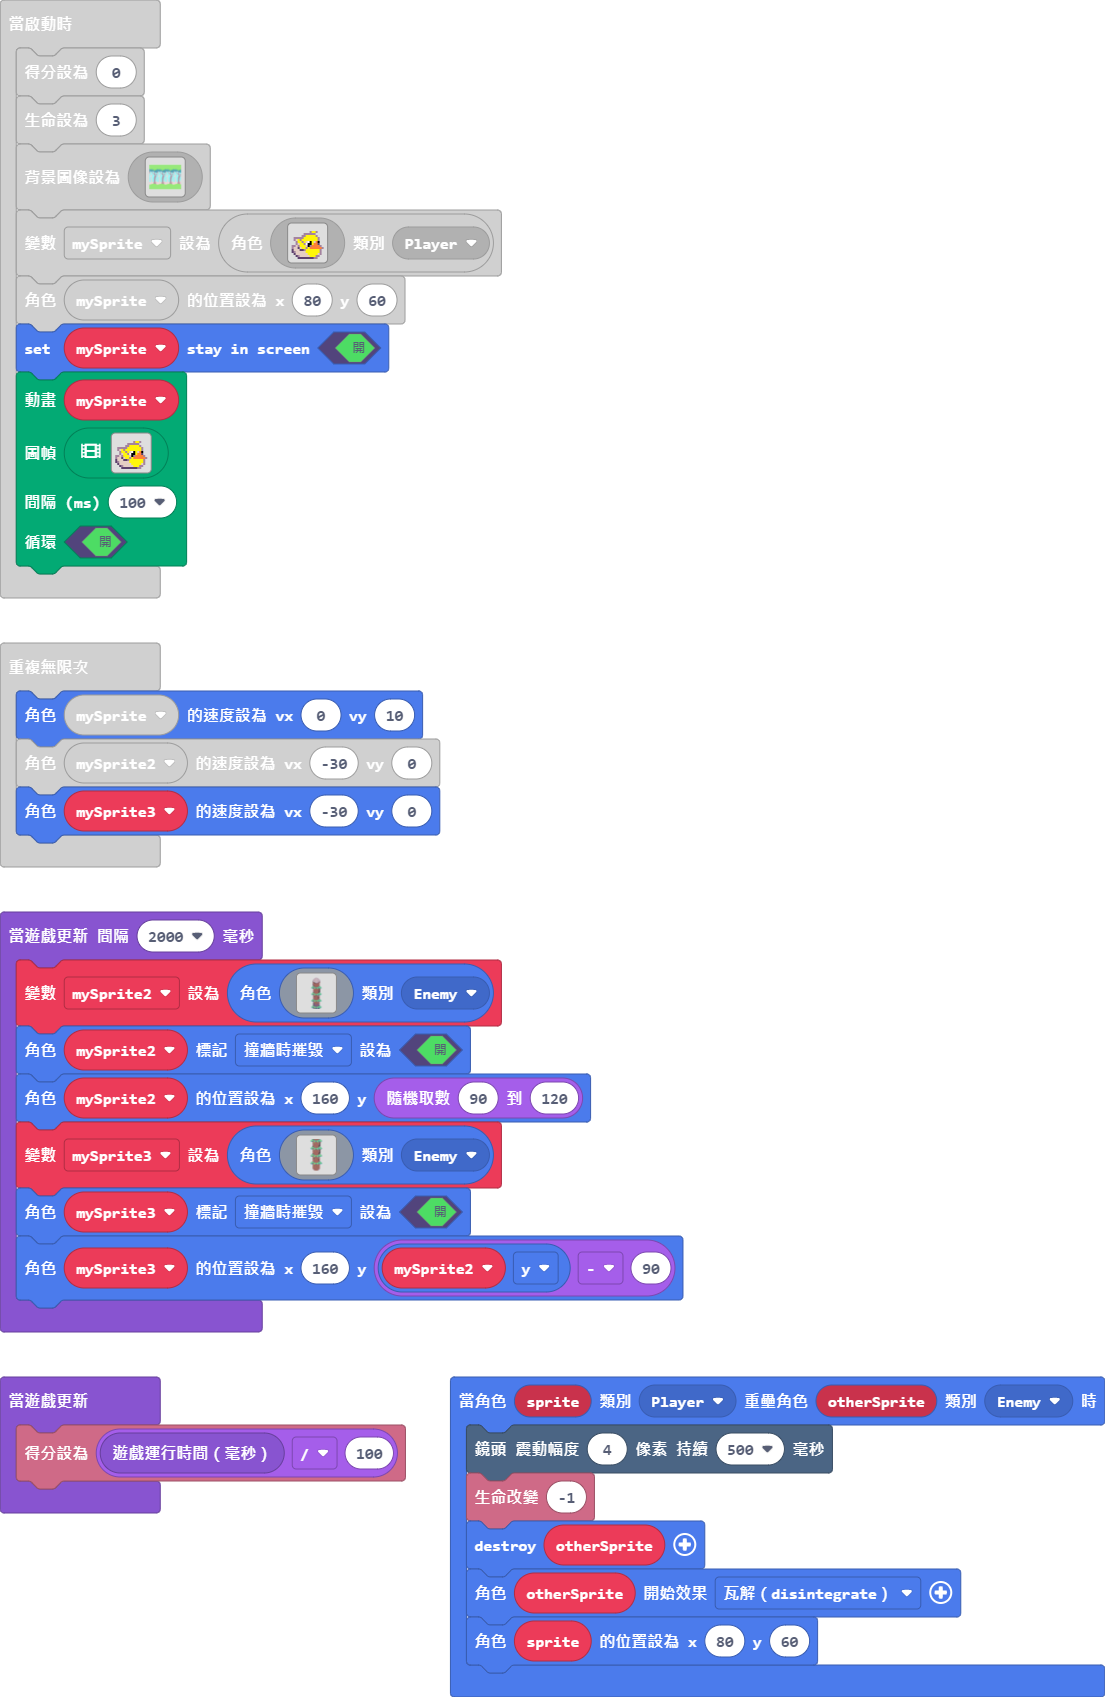 當啟動時
得分設為 0
生命設為 3
背景圖像設為
變數 mySprite 設為 角色 類別 Player
角色 mySprite 的位置設為 x 80 y 60
set mySprite stay in screen 開
動畫 mySprite
圖幀
間隔 (ms) 100
循環 開
重複無限次
角色 mySprite 的速度設為 vx 0 vy 10
角色 mySprite2 的速度設為 vx -30 vy 0
角色 mySprite3 的速度設為 vx -30 vy 0
當遊戲更新 間隔 2000 毫秒
變數 mySprite2 設為 角色 類別 Enemy
角色 mySprite2 標記 撞牆時摧毀 設為 開
角色 mySprite2 的位置設為 x 160 y 隨機取數 90 到 120
變數 mySprite3 設為 角色 類別 Enemy
角色 mySprite3 標記 撞牆時摧毀 設為 開
角色 mySprite3 的位置設為 x 160 y mySprite2 y - 90
當遊戲更新
得分設為 遊戲運行時間（毫秒） / 100
當角色 sprite 類別 Player 重疊角色 otherSprite 類別 Enemy 時
鏡頭 震動幅度 4 像素 持續 500 毫秒
生命改變 -1
destroy otherSprite
角色 otherSprite 開始效果 瓦解（disintegrate）
角色 sprite 的位置設為 x 80 y 60